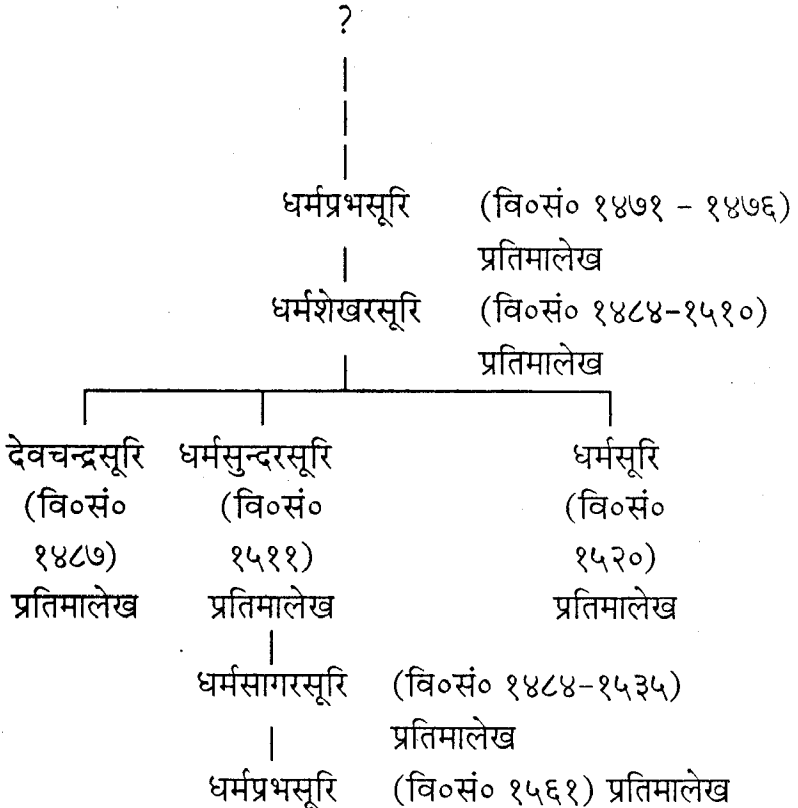 ?
धर्मप्रभसूरि (वि०सं० १४७१ - १४७६)
प्रतिमालेख
धर्मशेखरसूरि (वि०सं० १४८४-१५१०)
प्रतिमालेख
देवचन्द्रसूरि धर्मसुन्दरसूरि धर्मसूरि
(वि०सं० (वि०सं० (वि०सं०
१४८७) १५११) १५२०)
प्रतिमालेख प्रतिमालेख प्रतिमालेख
धर्मसागरसूरि (वि०सं० १४८४-१५३५)
प्रतिमालेख
धर्मप्रभसूरि (वि०सं० १५६१) प्रतिमालेख